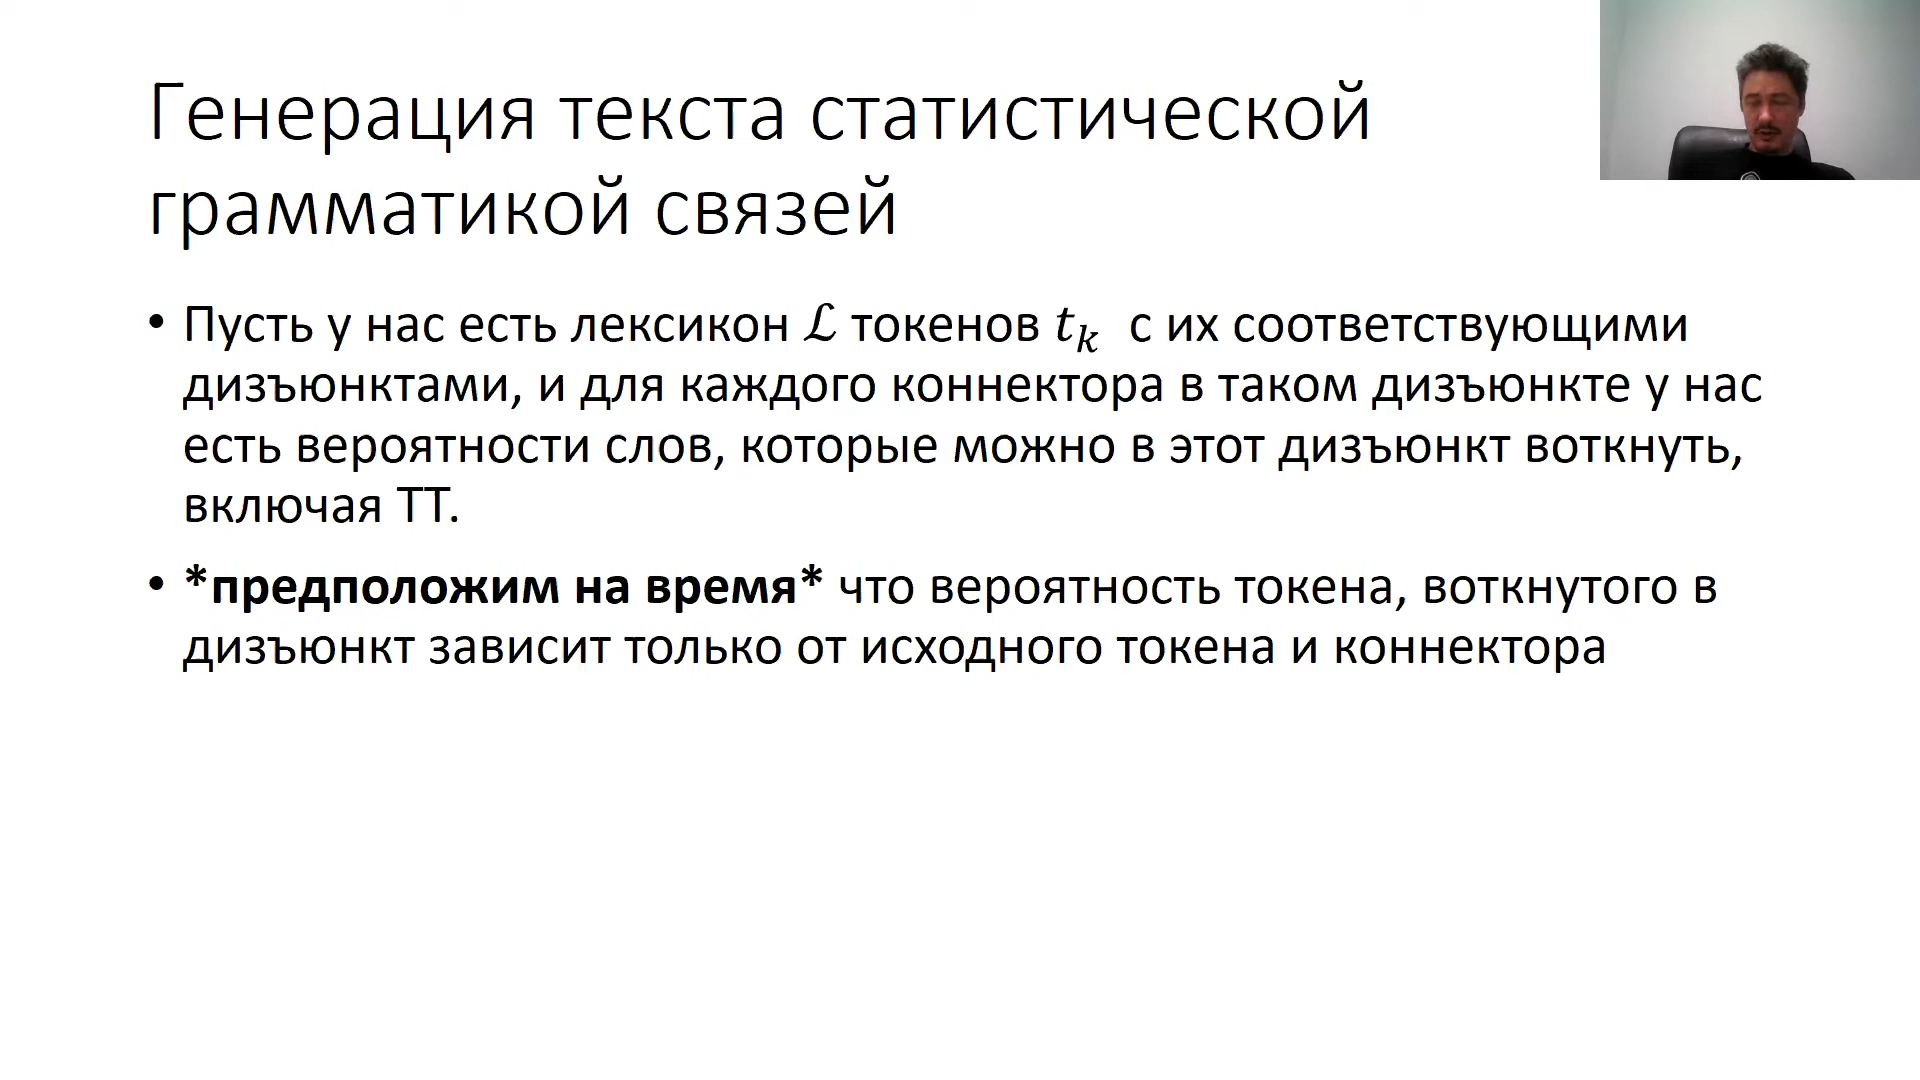 Генерация текста статистической
грамматикой связей
• Пусть у нас есть лексикон ℒ токенов tₖ с их соответствующими
дизъюнктами, и для каждого коннектора в таком дизъюнкте у нас
есть вероятности слов, которые можно в этот дизъюнкт воткнуть,
включая ТТ.
• *предположим на время* что вероятность токена, воткнутого в
дизъюнкт зависит только от исходного токена и коннектора